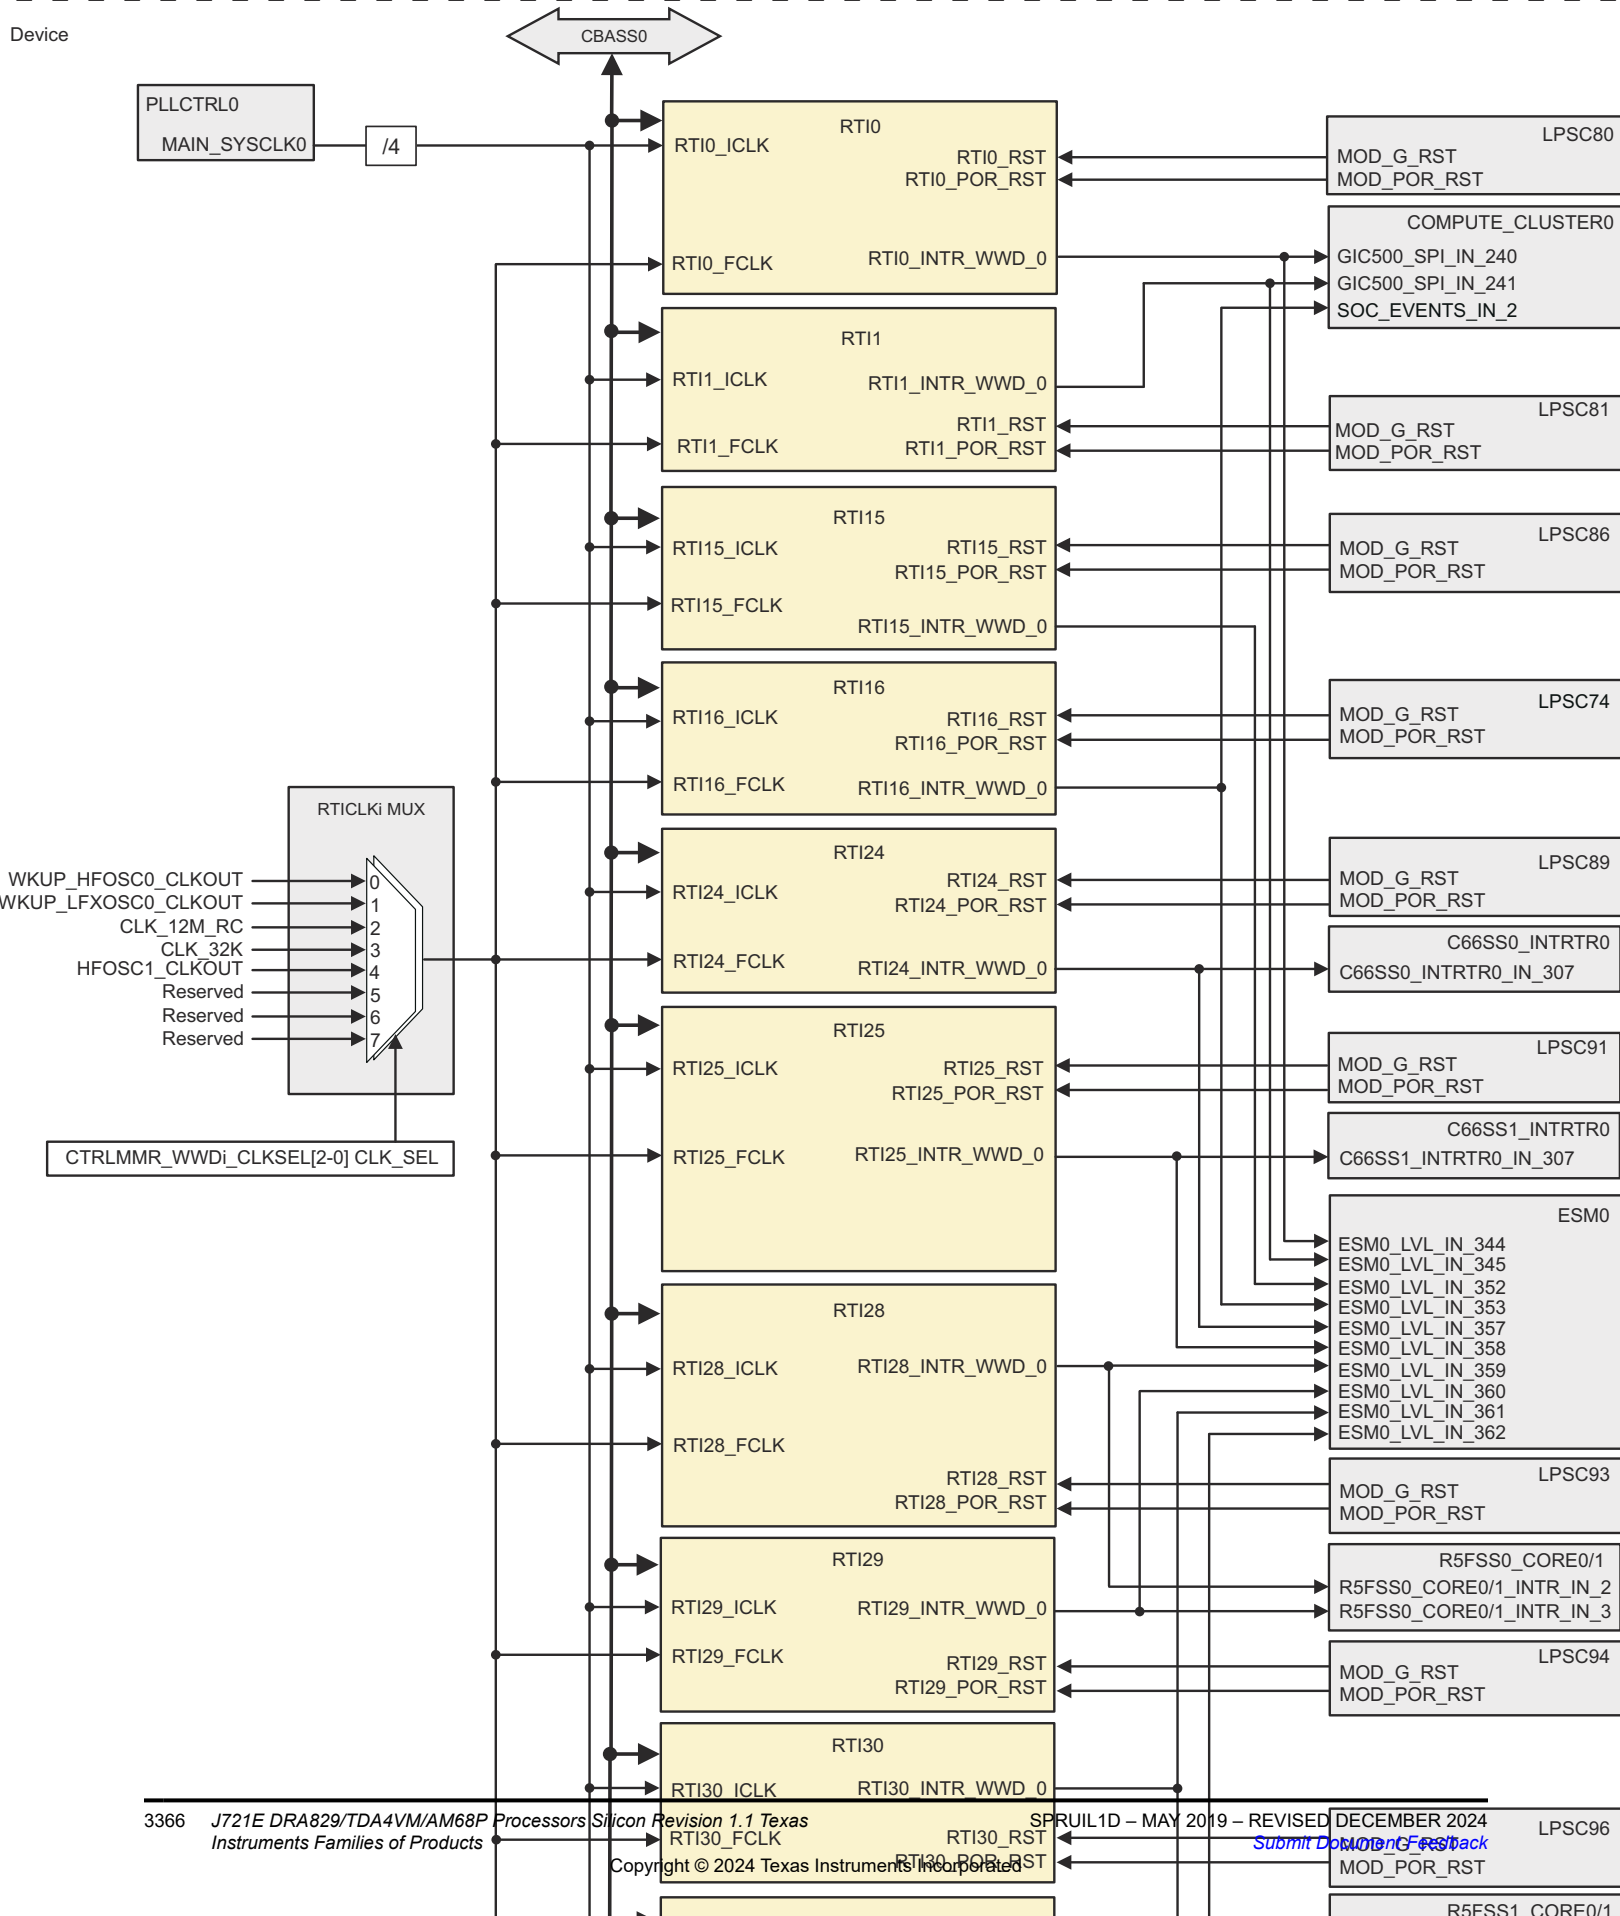 Device
CBASS0
PLLCTRL0
MAIN_SYSCLK0
/4
RTI0
RTI0_ICLK
RTI0_RST
RTI0_POR_RST
RTI0_FCLK
RTI0_INTR_WWD_0
LPSC80
MOD_G_RST
MOD_POR_RST
COMPUTE_CLUSTER0
GIC500_SPI_IN_240
GIC500_SPI_IN_241
SOC_EVENTS_IN_2
RTI1
RTI1_ICLK
RTI1_INTR_WWD_0
RTI1_RST
RTI1_FCLK
RTI1_POR_RST
LPSC81
MOD_G_RST
MOD_POR_RST
RTI15
RTI15_ICLK
RTI15_RST
RTI15_POR_RST
RTI15_FCLK
RTI15_INTR_WWD_0
LPSC86
MOD_G_RST
MOD_POR_RST
RTI16
RTI16_ICLK
RTI16_RST
RTI16_POR_RST
RTI16_FCLK
RTI16_INTR_WWD_0
LPSC74
MOD_G_RST
MOD_POR_RST
RTICLKi MUX
WKUP_HFOSC0_CLKOUT
0
WKUP_LFXOSC0_CLKOUT
1
CLK_12M_RC
2
CLK_32K
3
HFOSC1_CLKOUT
4
Reserved
5
Reserved
6
Reserved
7
CTRLMMR_WWDi_CLKSEL[2-0] CLK_SEL
RTI24
RTI24_ICLK
RTI24_RST
RTI24_POR_RST
RTI24_FCLK
RTI24_INTR_WWD_0
LPSC89
MOD_G_RST
MOD_POR_RST
C66SS0_INTRTR0
C66SS0_INTRTR0_IN_307
RTI25
RTI25_ICLK
RTI25_RST
RTI25_POR_RST
RTI25_FCLK
RTI25_INTR_WWD_0
LPSC91
MOD_G_RST
MOD_POR_RST
C66SS1_INTRTR0
C66SS1_INTRTR0_IN_307
ESM0
ESM0_LVL_IN_344
ESM0_LVL_IN_345
ESM0_LVL_IN_352
ESM0_LVL_IN_353
ESM0_LVL_IN_357
ESM0_LVL_IN_358
ESM0_LVL_IN_359
ESM0_LVL_IN_360
ESM0_LVL_IN_361
ESM0_LVL_IN_362
RTI28
RTI28_ICLK
RTI28_INTR_WWD_0
RTI28_FCLK
RTI28_RST
RTI28_POR_RST
LPSC93
MOD_G_RST
MOD_POR_RST
R5FSS0_CORE0/1
R5FSS0_CORE0/1_INTR_IN_2
R5FSS0_CORE0/1_INTR_IN_3
RTI29
RTI29_ICLK
RTI29_INTR_WWD_0
RTI29_FCLK
RTI29_RST
RTI29_POR_RST
LPSC94
MOD_G_RST
MOD_POR_RST
RTI30
RTI30_ICLK
RTI30_INTR_WWD_0
RTI30_FCLK
RTI30_RST
RTI30_POR_RST
LPSC96
MOD_G_RST
MOD_POR_RST
R5FSS1_CORE0/1
3366 J721E DRA829/TDA4VM/AM68P Processors Silicon Revision 1.1 Texas
Instruments Families of Products
SPRUIL1D – MAY 2019 – REVISED DECEMBER 2024
Submit Document Feedback
Copyright © 2024 Texas Instruments Incorporated